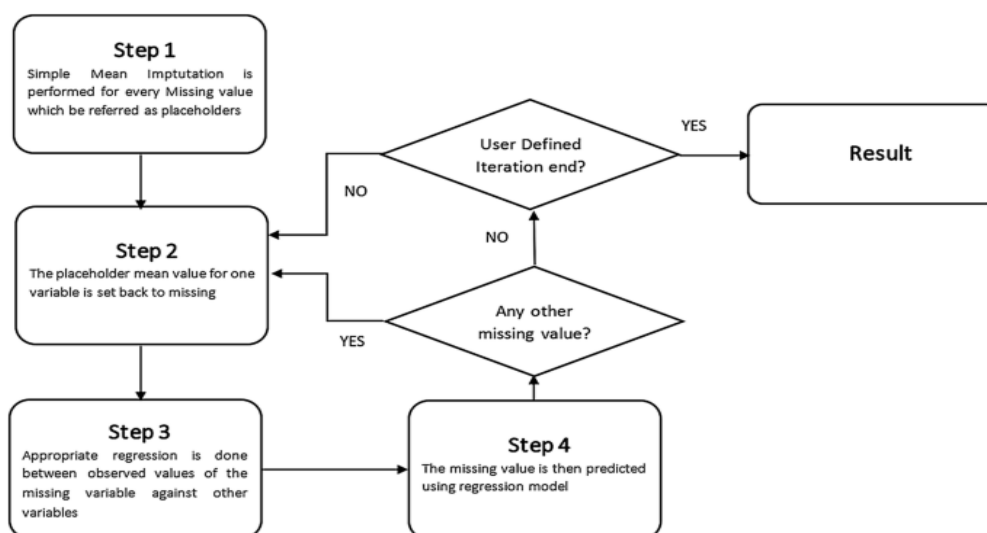 Step 1
Simple Mean Imptutation is
performed for every Missing value
which be referred as placeholders
Step 2
The placeholder mean value for one
variable is set back to missing
Step 3
Appropriate regression is done
between observed values of the
missing variable against other
variables
Step 4
The missing value is then predicted
using regression model
Any other
missing value?
YES
NO
User Defined
Iteration end?
NO
YES
Result